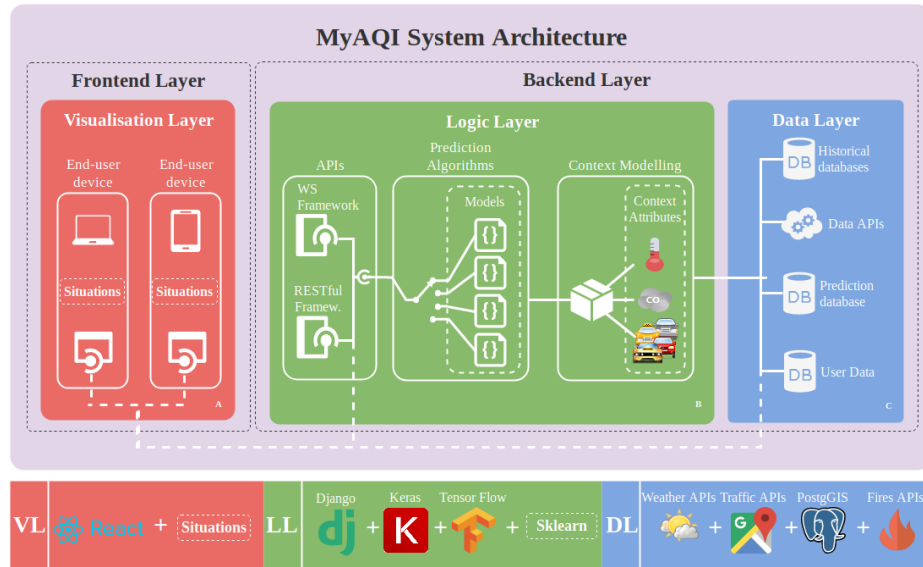 MyAQI System Architecture
Frontend Layer
Backend Layer
Visualisation Layer
End-user
device
End-user
device
Situations
Situations
A
Logic Layer
APIs
WS
Framework
RESTful
Framew.
Prediction
Algorithms
Models
{}
{}
{}
{}
Context Modelling
Context
Attributes
CO
B
Data Layer
DB
Historical
databases
Data APIs
DB
Prediction
database
DB
User Data
C
VL
React
+
Situations
LL
Django
dj
+
Keras
K
+
Tensor Flow
+
Sklearn
DL
Weather APIs
+
Traffic APIs
G
+
PostgGIS
+
Fires APIs